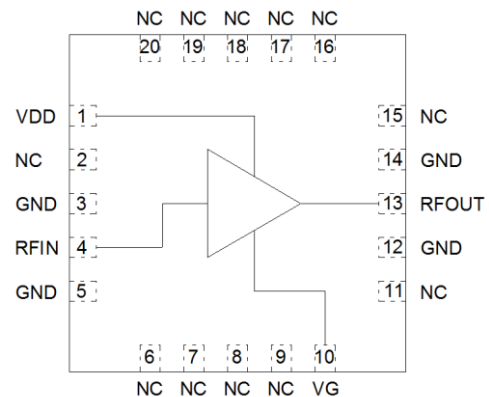 NC NC NC NC NC
20 19 18 17 16
VDD 1 15 NC
NC 2 14 GND
GND 3 13 RFOUT
RFIN 4 12 GND
GND 5 11 NC
6 7 8 9 10
NC NC NC NC VG